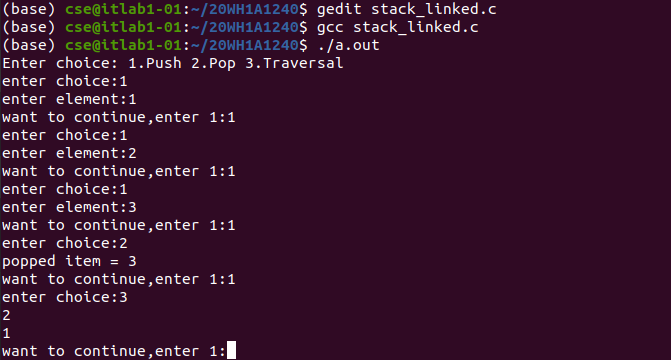 (base) cse@itlab1-01:~/20WH1A1240$ gedit stack_linked.c
(base) cse@itlab1-01:~/20WH1A1240$ gcc stack_linked.c
(base) cse@itlab1-01:~/20WH1A1240$ ./a.out
Enter choice: 1.Push 2.Pop 3.Traversal
enter choice:1
enter element:1
want to continue,enter 1:1
enter choice:1
enter element:2
want to continue,enter 1:1
enter choice:1
enter element:3
want to continue,enter 1:1
enter choice:2
popped item = 3
want to continue,enter 1:1
enter choice:3
2
1
want to continue,enter 1: